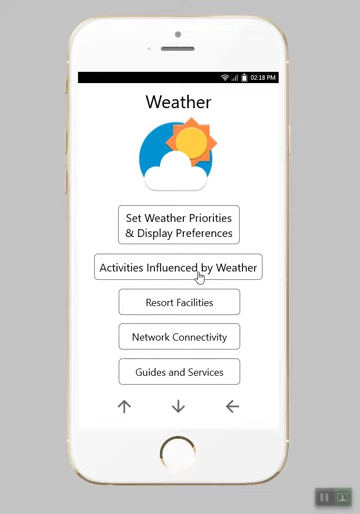 02:18 PM
Weather
Set Weather Priorities
& Display Preferences
Activities Influenced by Weather
Resort Facilities
Network Connectivity
Guides and Services